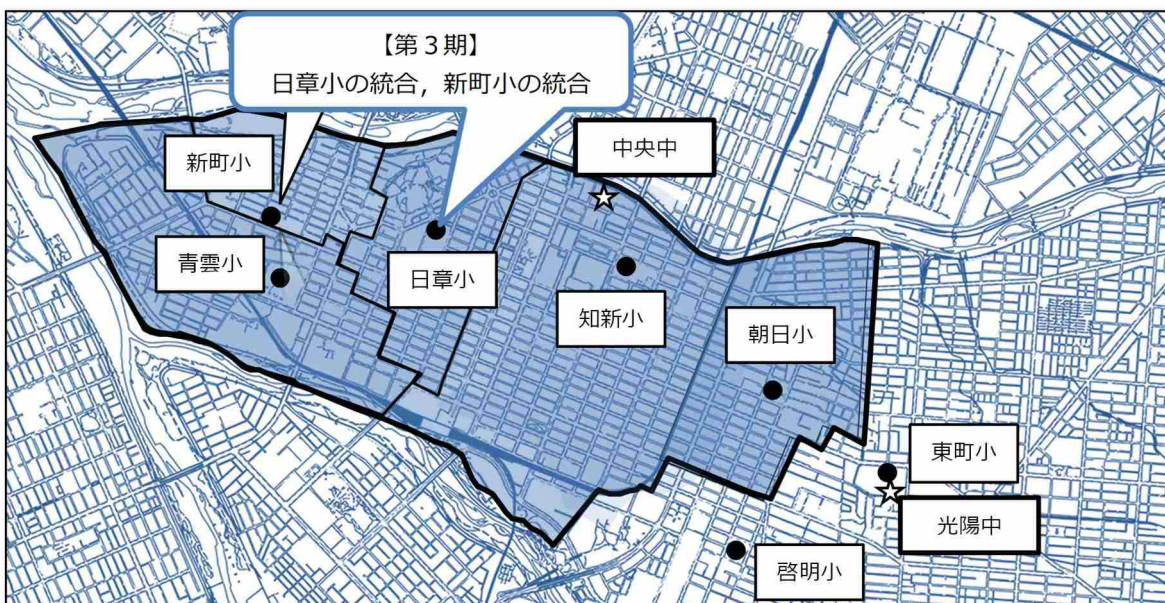 【第３期】
日章小の統合，新町小の統合
中央中
新町小
青雲小
日章小
知新小
朝日小
東町小
光陽中
啓明小